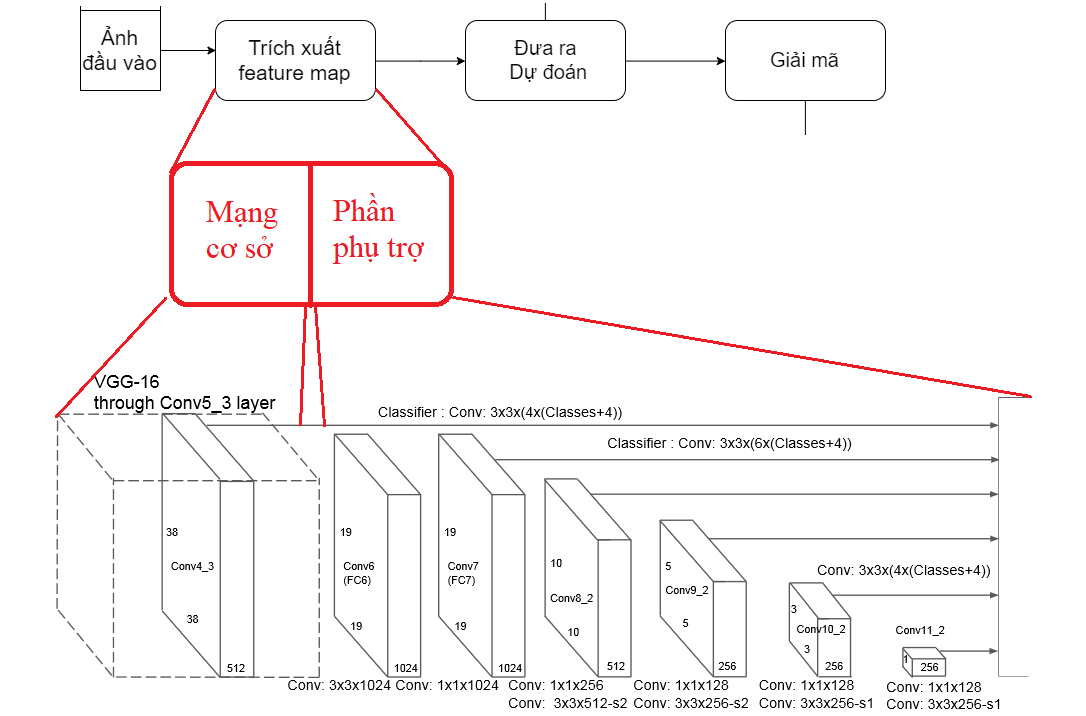 Ảnh
đầu vào
Trích xuất
feature map
Đưa ra
Dự đoán
Giải mã
Mạng
cơ sở
Phần
phụ trợ
VGG-16
through Conv5_3 layer
Classifier : Conv: 3x3x(4x(Classes+4))
Classifier : Conv: 3x3x(6x(Classes+4))
Conv: 3x3x(4x(Classes+4))
38
Conv4_3
38
512
19
Conv6
(FC6)
19
1024
19
Conv7
(FC7)
19
1024
10
Conv8_2
10
512
5
Conv9_2
5
256
3
Conv10_2
3
256
Conv11_2
1
256
Conv: 3x3x1024
Conv: 1x1x1024
Conv: 1x1x256
Conv: 3x3x512-s2
Conv: 1x1x128
Conv: 3x3x256-s2
Conv: 1x1x128
Conv: 3x3x256-s1
Conv: 1x1x128
Conv: 3x3x256-s1